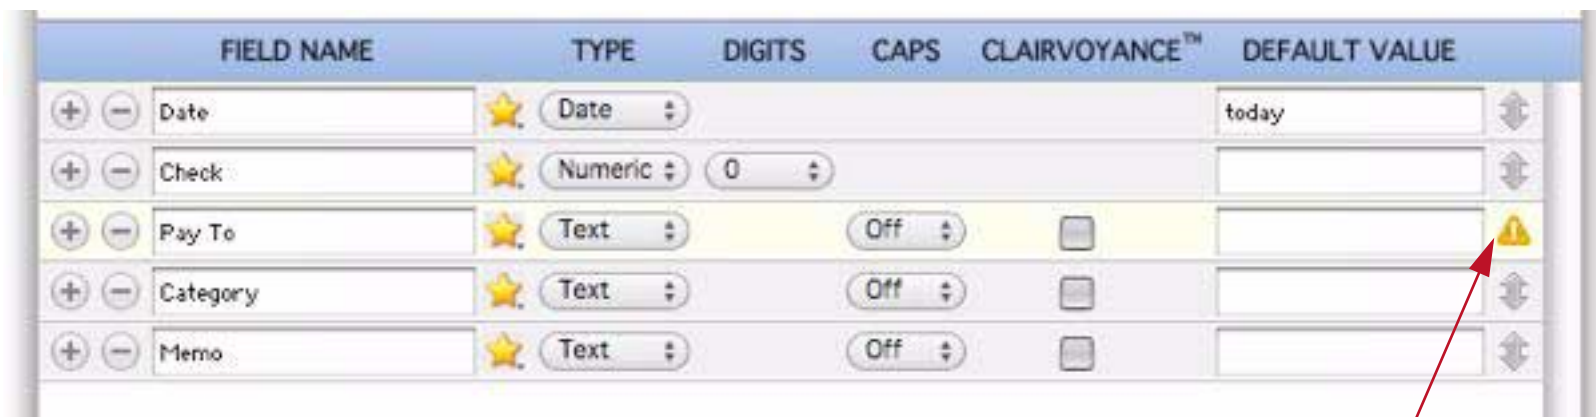 FIELD NAME TYPE DIGITS CAPS CLAIRVOYANCE™ DEFAULT VALUE
Date Date today
Check Numeric 0
Pay To Text Off
Category Text Off
Memo Text Off